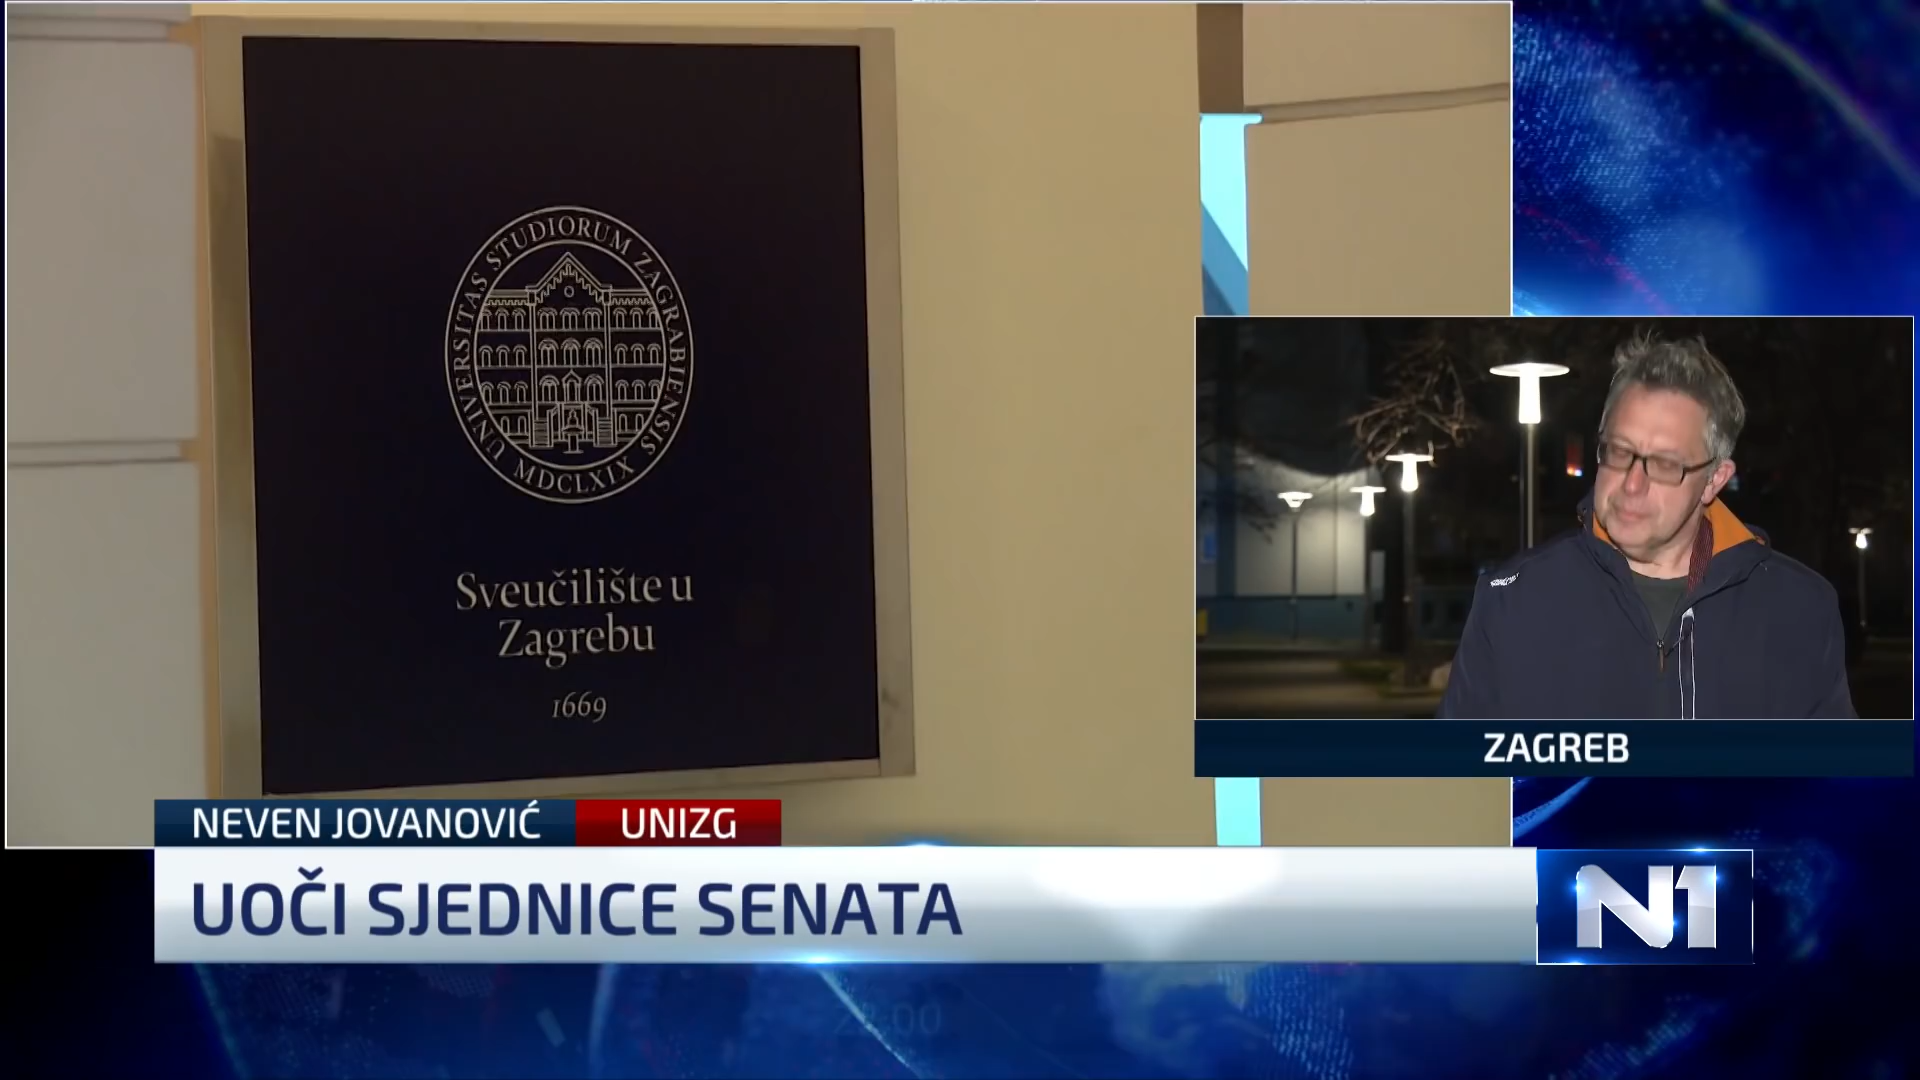 UNIVERSITAS STUDIORUM ZAGRABIENSIS
MDCLXIX
Sveučilište u
Zagrebu
1669
ZAGREB
NEVEN JOVANOVIĆ UNIZG
UOČI SJEDNICE SENATA
N1